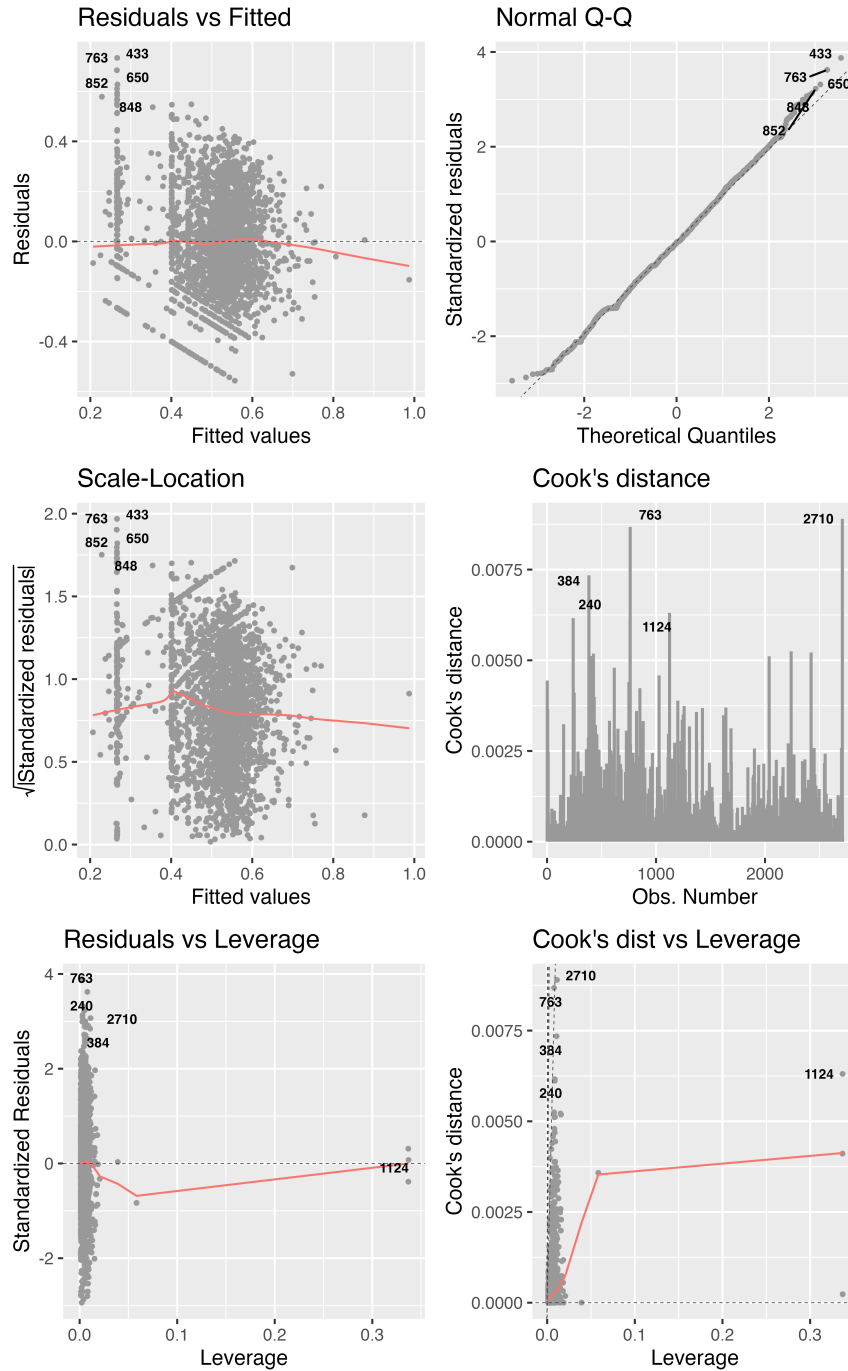 Residuals vs Fitted
Residuals
0.4
0.0
-0.4
763
433
650
852
848
0.2 0.4 0.6 0.8 1.0
Fitted values
Normal Q-Q
Standardized residuals
4
2
0
-2
433
763
650
848
852
-2 0 2
Theoretical Quantiles
Scale-Location
√|Standardized residuals|
2.0
1.5
1.0
0.5
0.0
763
433
650
852
848
0.2 0.4 0.6 0.8 1.0
Fitted values
Cook's distance
Cook's distance
0.0075
0.0050
0.0025
0.0000
763
2710
384
240
1124
0 1000 2000
Obs. Number
Residuals vs Leverage
Standardized Residuals
4
2
0
-2
763
240
2710
384
1124
0.0 0.1 0.2 0.3
Leverage
Cook's dist vs Leverage
Cook's distance
0.0075
0.0050
0.0025
0.0000
2710
763
384
1124
240
0.0 0.1 0.2 0.3
Leverage